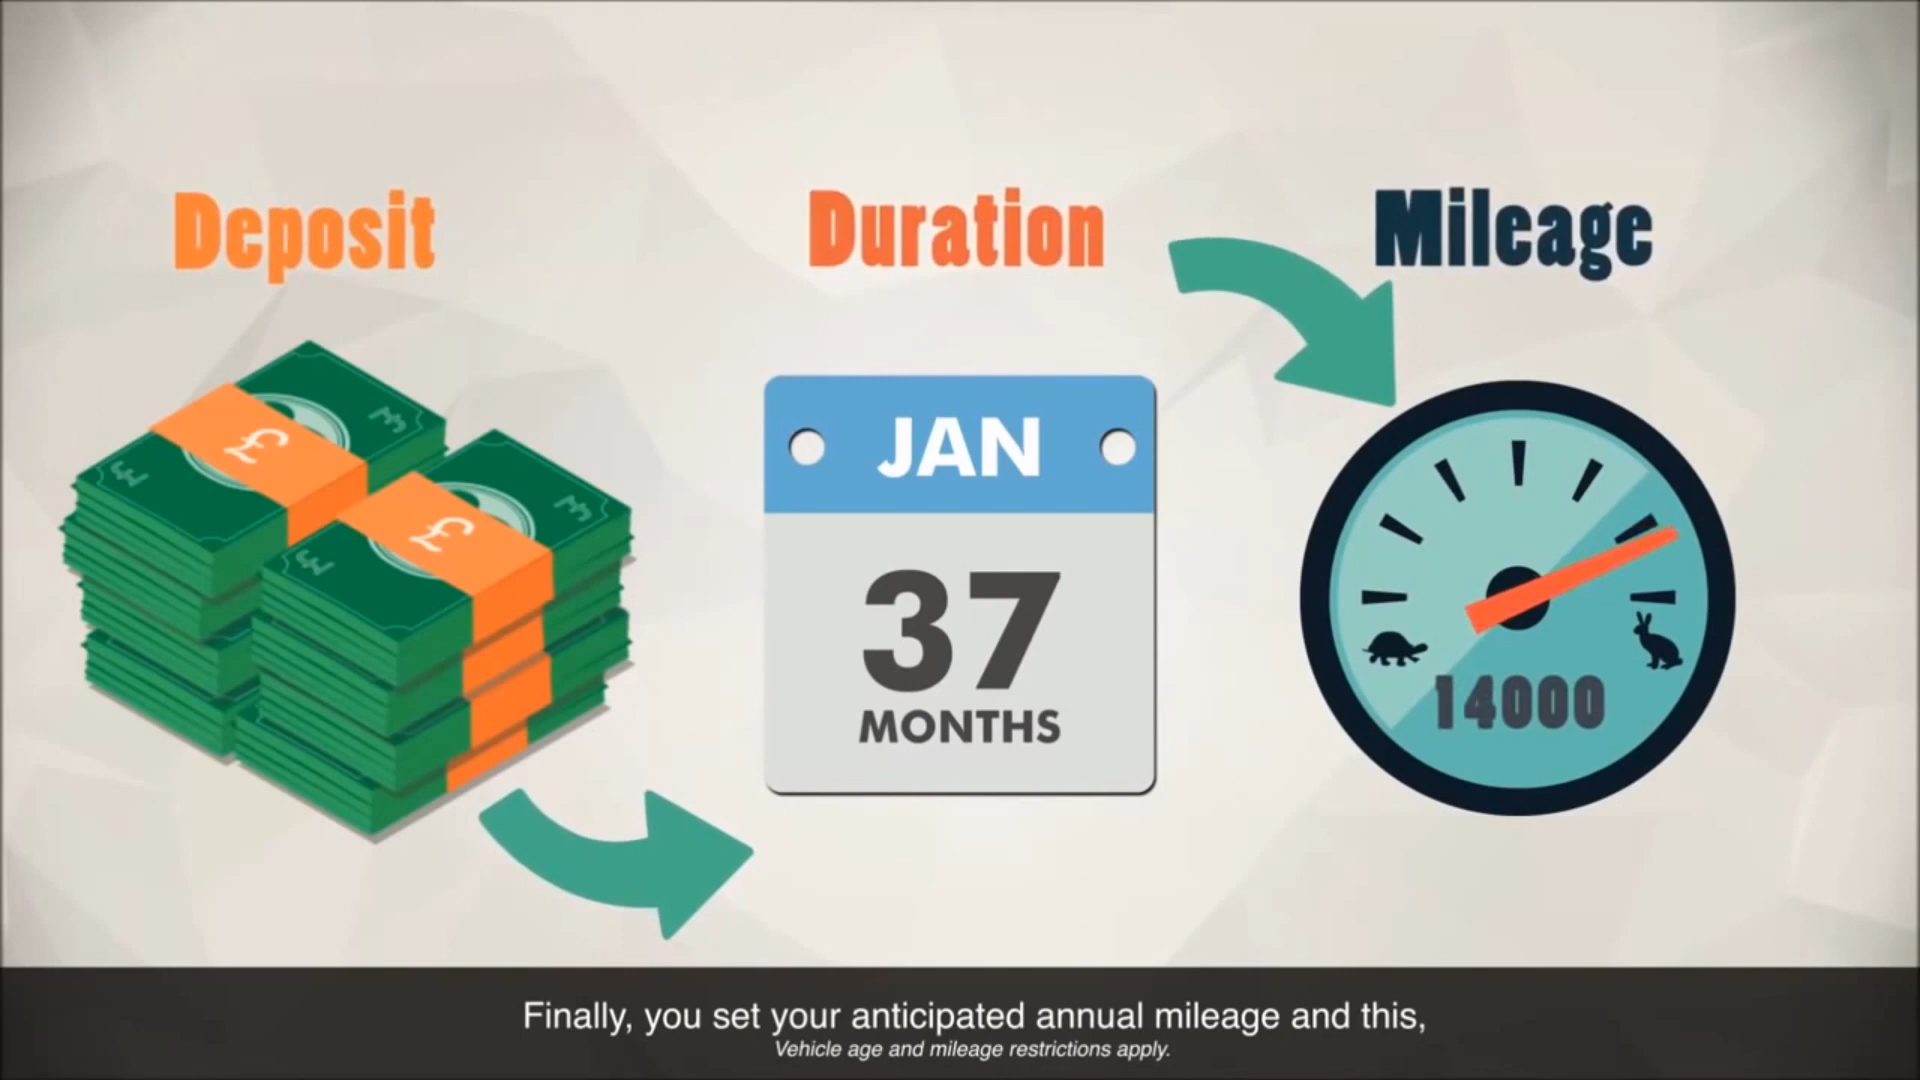 Deposit
Duration
Mileage
£
£
£
£
£
£
JAN
37
MONTHS
14000
Finally, you set your anticipated annual mileage and this,
Vehicle age and mileage restrictions apply.